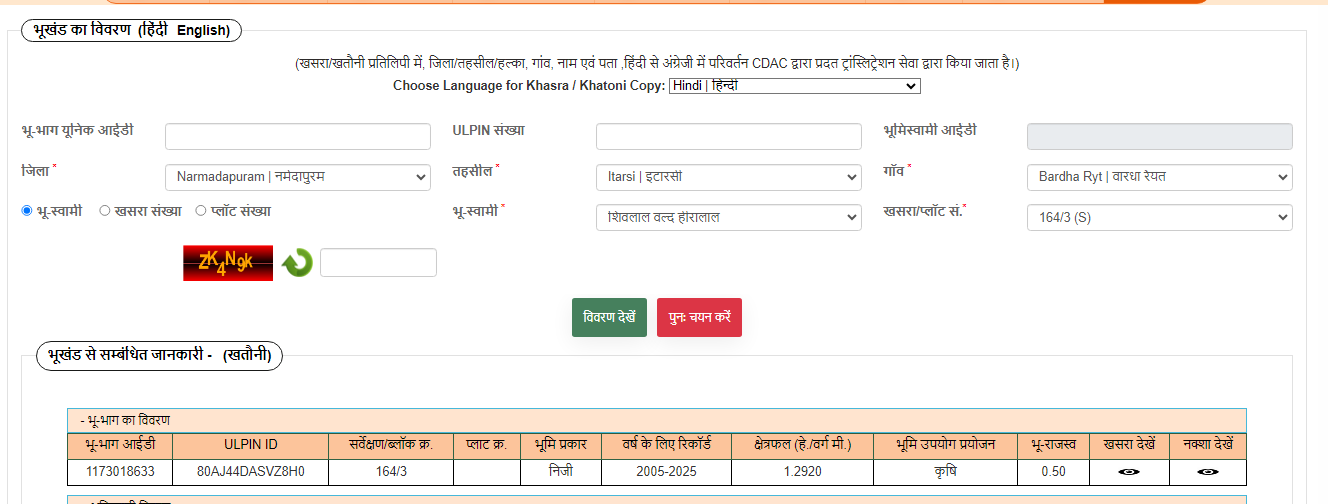 भूखंड का विवरण (हिंदी English)
(खसरा/खतौनी प्रतिलिपी में, जिला/तहसील/हल्का, गांव, नाम एवं पता ,हिंदी से अंग्रेजी में परिवर्तन CDAC द्वारा प्रदत ट्रांस्लिट्रेशन सेवा द्वारा किया जाता है।)
Choose Language for Khasra / Khatoni Copy: Hindi | हिन्दी
भू-भाग यूनिक आईडी ULPIN संख्या भूमिस्वामी आईडी
जिला * Narmadapuram | नर्मदापुरम तहसील * Itarsi | इटारसी गाँव * Bardha Ryt | वारधा रेयत
भू-स्वामी खसरा संख्या प्लॉट संख्या भू-स्वामी * शिवलाल वल्द हीरालाल खसरा/प्लॉट सं.* 164/3 (S)
ZK4N9k
विवरण देखें पुनः चयन करें
भूखंड से सम्बंधित जानकारी - (खतौनी)
- भू-भाग का विवरण
भू-भाग आईडी ULPIN ID सर्वेक्षण/ब्लॉक क्र. प्लाट क्र. भूमि प्रकार वर्ष के लिए रिकॉर्ड क्षेत्रफल (हे./वर्ग मी.) भूमि उपयोग प्रयोजन भू-राजस्व खसरा देखें नक्शा देखें
1173018633 80AJ44DASVZ8H0 164/3 निजी 2005-2025 1.2920 कृषि 0.50